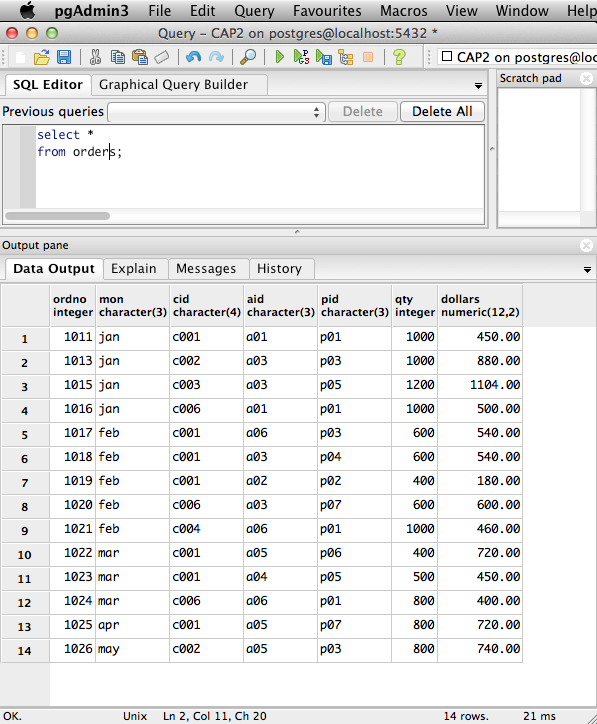 pgAdmin3 File Edit Query Favourites Macros View Window Help
Query – CAP2 on postgres@localhost:5432 *
CAP2 on postgres@loc
SQL Editor Graphical Query Builder
Scratch pad
Previous queries Delete Delete All
select *
from orders;
Output pane
Data Output Explain Messages History
ordno mon cid aid pid qty dollars
integer character(3) character(4) character(3) character(3) integer numeric(12,2)
1 1011 jan c001 a01 p01 1000 450.00
2 1013 jan c002 a03 p03 1000 880.00
3 1015 jan c003 a03 p05 1200 1104.00
4 1016 jan c006 a01 p01 1000 500.00
5 1017 feb c001 a06 p03 600 540.00
6 1018 feb c001 a03 p04 600 540.00
7 1019 feb c001 a02 p02 400 180.00
8 1020 feb c006 a03 p07 600 600.00
9 1021 feb c004 a06 p01 1000 460.00
10 1022 mar c001 a05 p06 400 720.00
11 1023 mar c001 a04 p05 500 450.00
12 1024 mar c006 a06 p01 800 400.00
13 1025 apr c001 a05 p07 800 720.00
14 1026 may c002 a05 p03 800 740.00
OK. Unix Ln 2, Col 11, Ch 20 14 rows. 21 ms